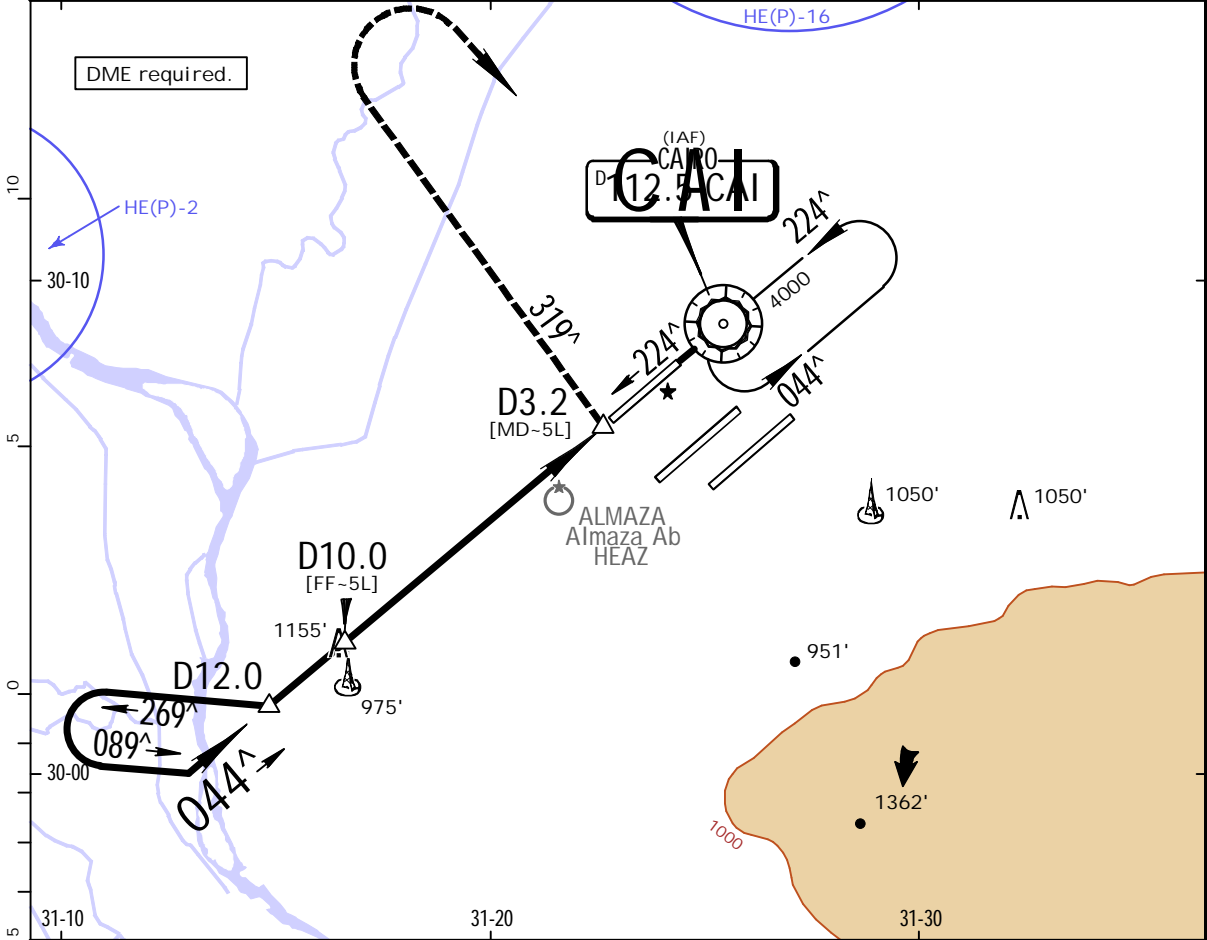 HE(P)-16
DME required.
(IAF)
CAIRO
D 112.5 CAI
CAI
10
HE(P)-2
224^
30-10
4000
319^
224^
044^
D3.2
[MD~5L]
5
1050'
1050'
ALMAZA
Almaza Ab
HEAZ
D10.0
[FF~5L]
1155'
951'
D12.0
0
269^
975'
089^
30-00
044^
1362'
1000
31-10
31-20
31-30
5